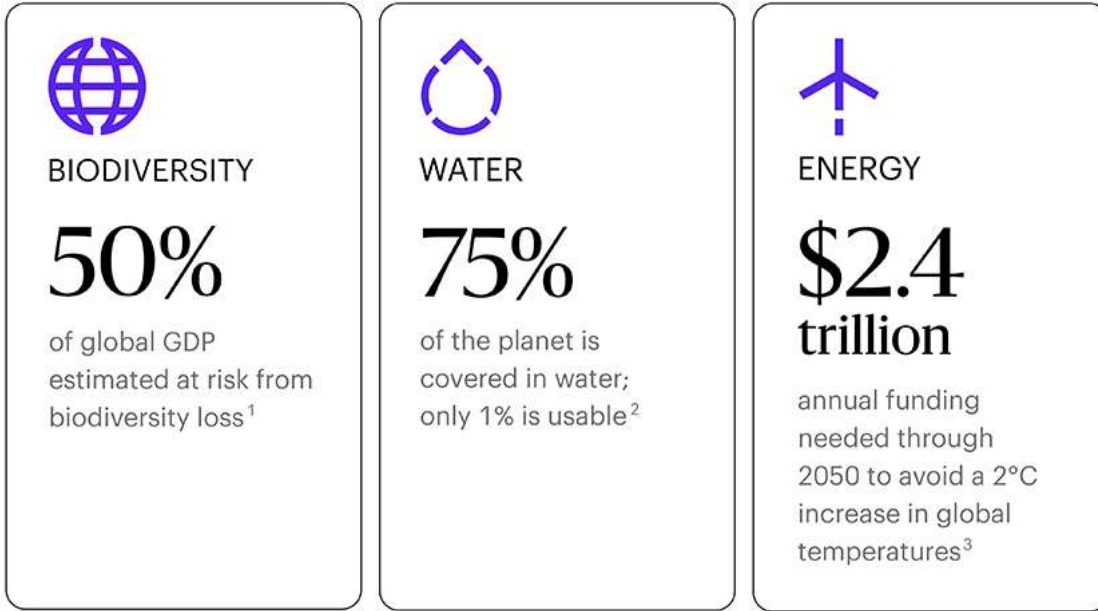 BIODIVERSITY
50%
of global GDP
estimated at risk from
biodiversity loss¹
WATER
75%
of the planet is
covered in water;
only 1% is usable²
ENERGY
$2.4
trillion
annual funding
needed through
2050 to avoid a 2°C
increase in global
temperatures³